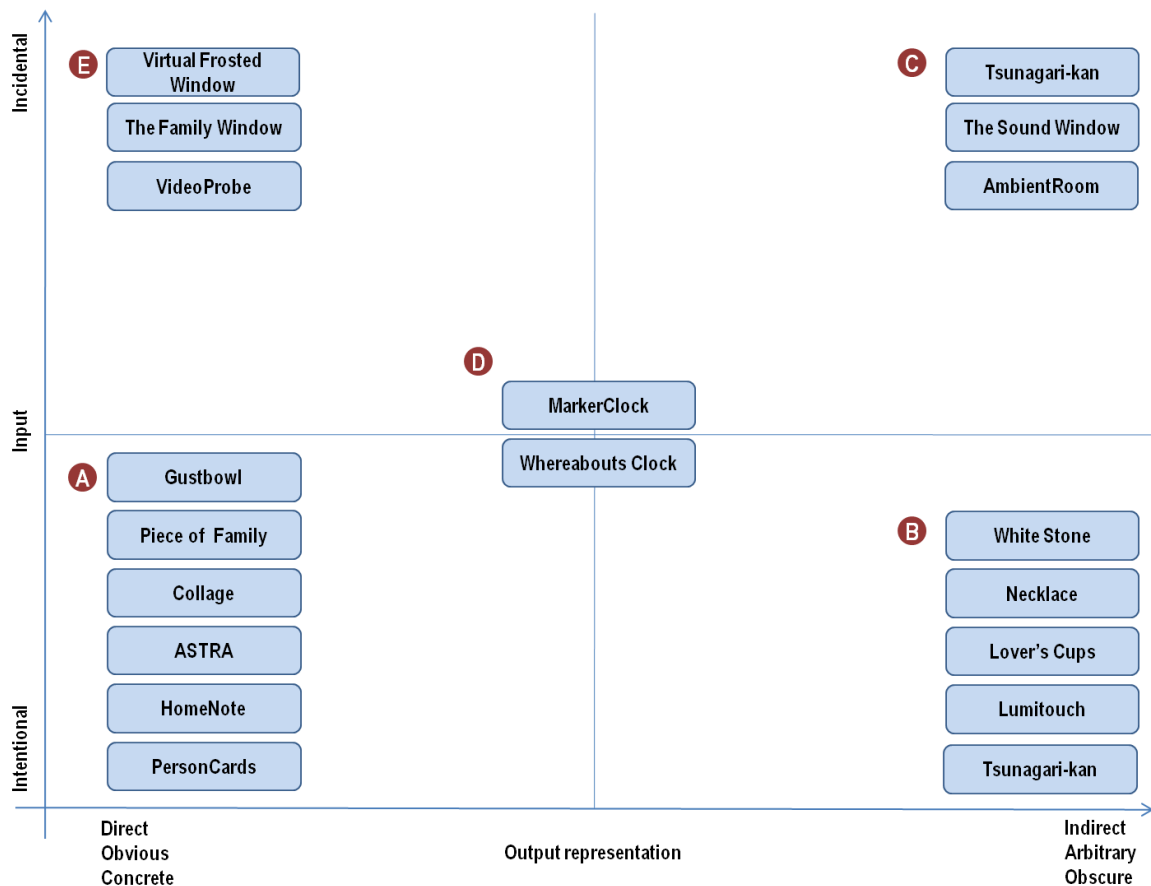 Incidental
Input
Intentional
E
Virtual Frosted
Window
The Family Window
VideoProbe
C
Tsunagari-kan
The Sound Window
AmbientRoom
D
MarkerClock
Whereabouts Clock
A
Gustbowl
Piece of Family
Collage
ASTRA
HomeNote
PersonCards
B
White Stone
Necklace
Lover's Cups
Lumitouch
Tsunagari-kan
Direct
Obvious
Concrete
Output representation
Indirect
Arbitrary
Obscure